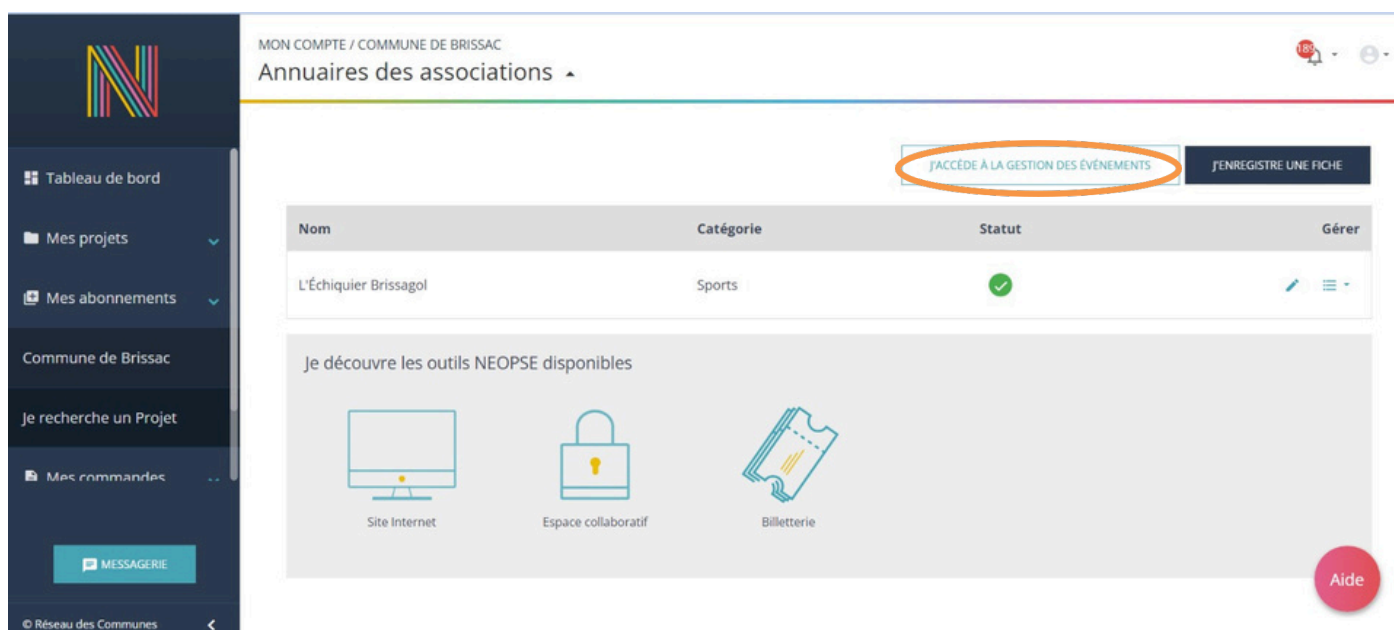 MON COMPTE / COMMUNE DE BRISSAC
Annuaires des associations
189
Tableau de bord
Mes projets
Mes abonnements
Commune de Brissac
Je recherche un Projet
Mes commandes
MESSAGERIE
© Réseau des Communes
J'ACCÈDE À LA GESTION DES ÉVÉNEMENTS
J'ENREGISTRE UNE FICHE
Nom Catégorie Statut Gérer
L'Échiquier Brissagol Sports
Je découvre les outils NEOPSE disponibles
Site Internet Espace collaboratif Billetterie
Aide